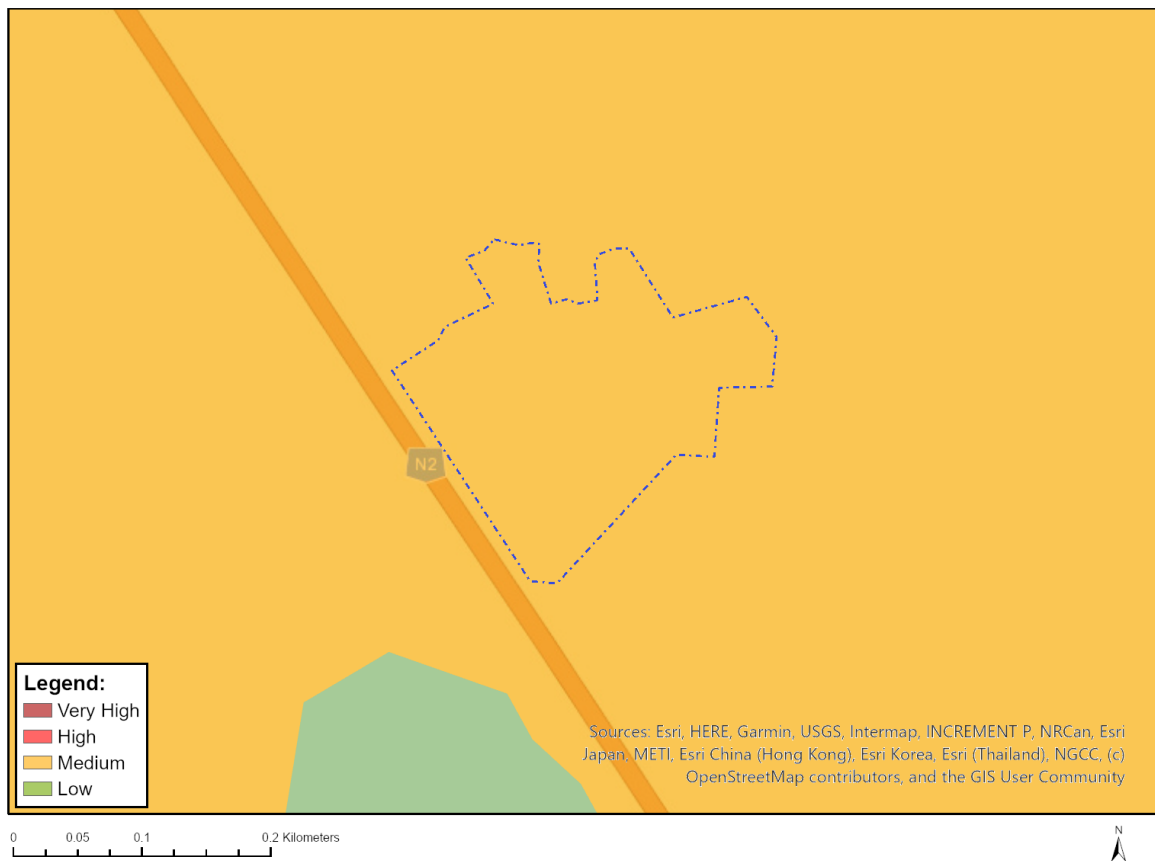 N2
Legend:
Very High
High
Medium
Low
Sources: Esri, HERE, Garmin, USGS, Intermap, INCREMENT P, NRCan, Esri
Japan, METI, Esri China (Hong Kong), Esri Korea, Esri (Thailand), NGCC, (c)
OpenStreetMap contributors, and the GIS User Community
0 0.05 0.1 0.2 Kilometers
N